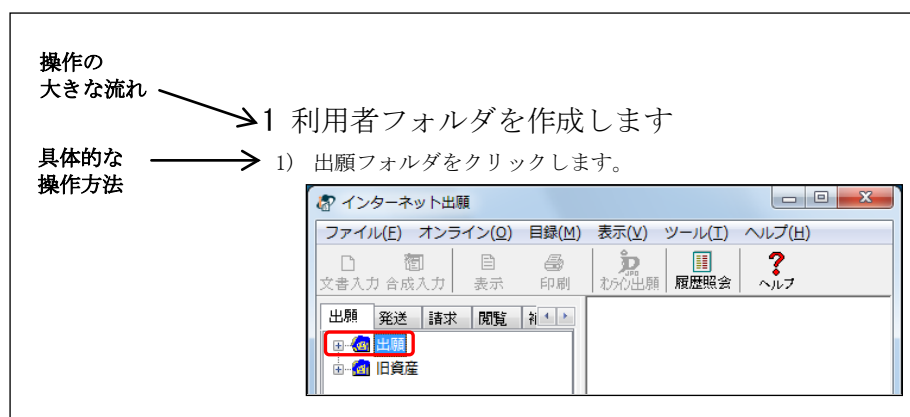 操作の
大きな流れ
1 利用者フォルダを作成します
具体的な
操作方法
1) 出願フォルダをクリックします。
インターネット出願
ファイル(F) オンライン(O) 目録(M) 表示(V) ツール(T) ヘルプ(H)
文書入力 合成入力 表示 印刷 オンライン出願 履歴照会 ヘルプ
出願 発送 請求 閲覧
出願
旧資産